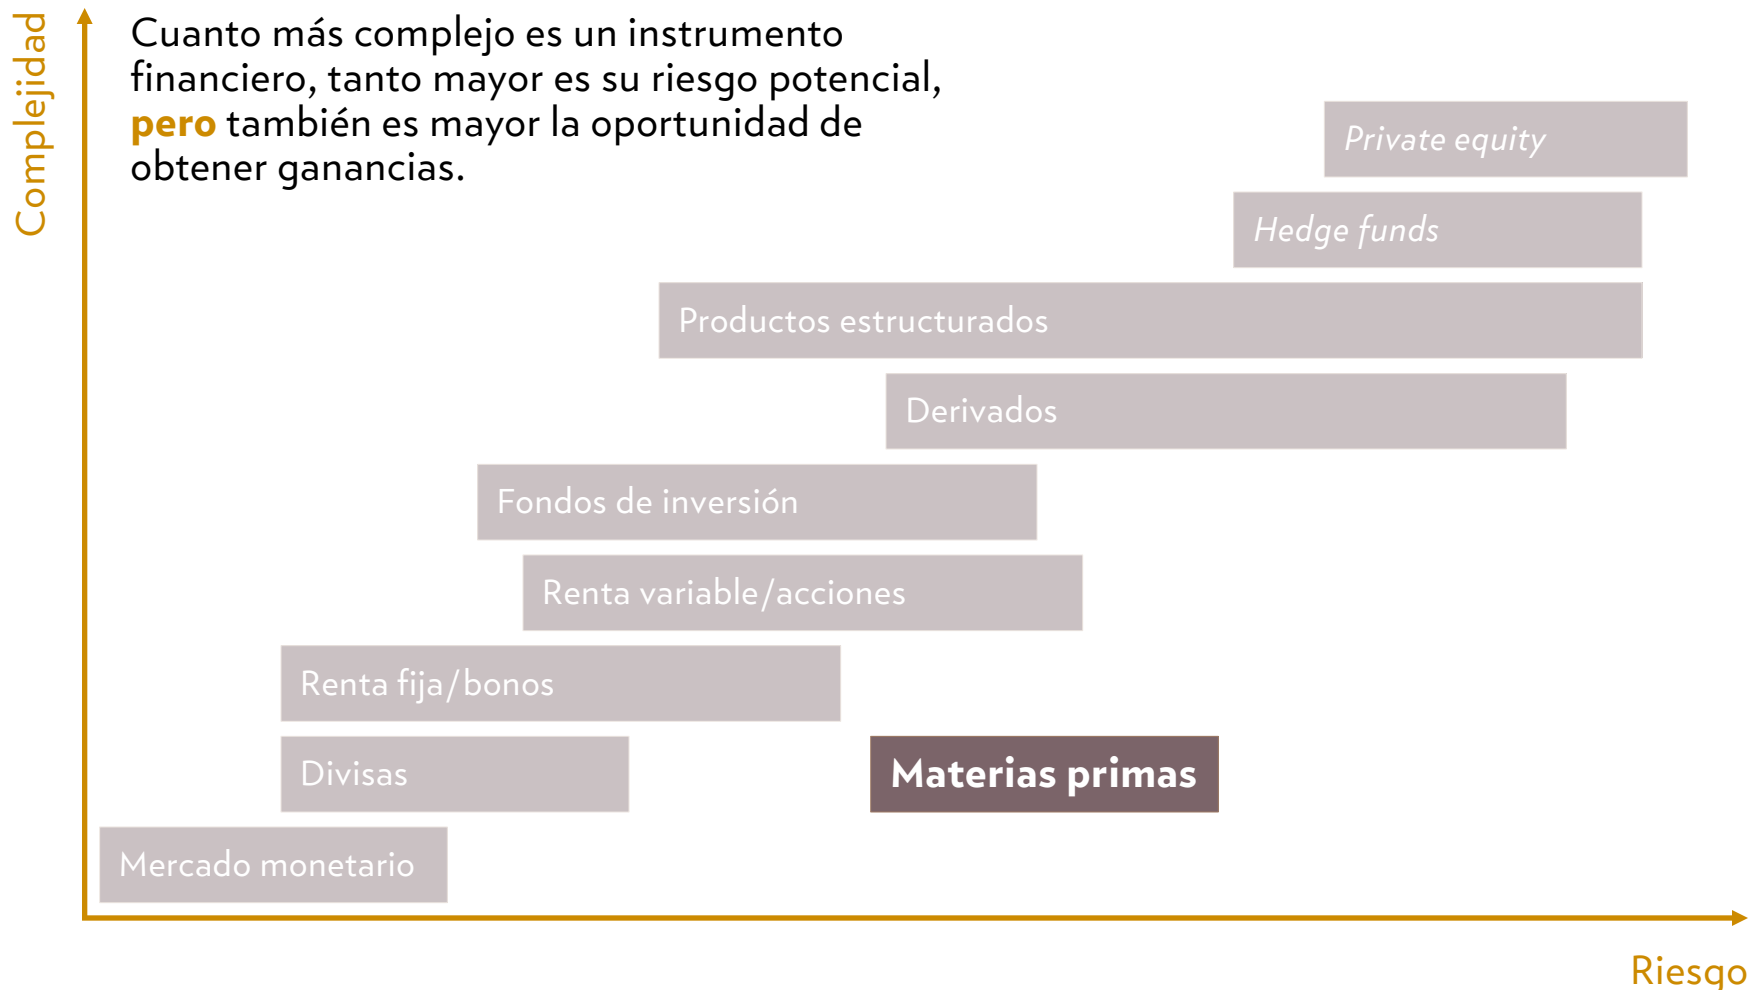 Complejidad
Cuanto más complejo es un instrumento
financiero, tanto mayor es su riesgo potencial,
pero también es mayor la oportunidad de
obtener ganancias.
Private equity
Hedge funds
Productos estructurados
Derivados
Fondos de inversión
Renta variable/acciones
Renta fija/bonos
Divisas
Materias primas
Mercado monetario
Riesgo